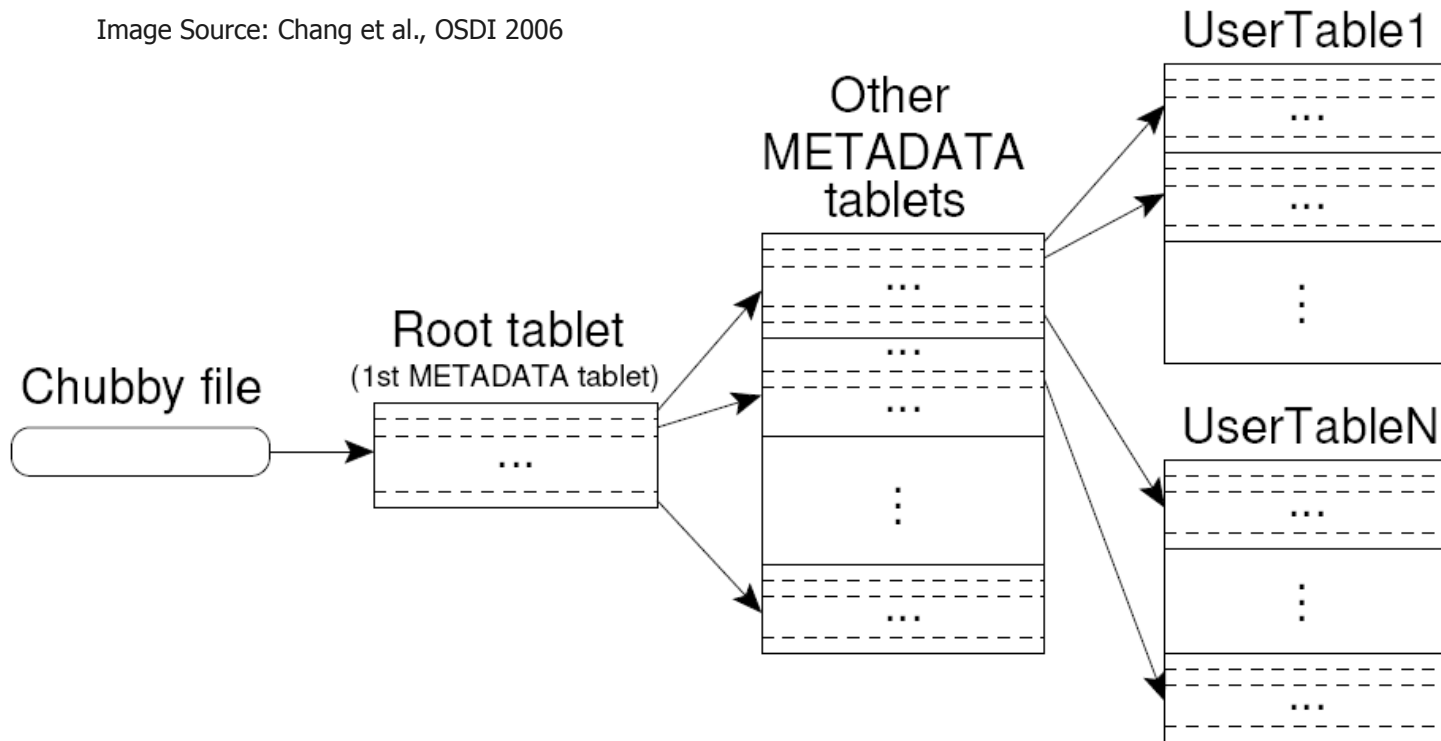 Image Source: Chang et al., OSDI 2006
UserTable1
...
...
Other
METADATA
tablets
...
...
...
...
Root tablet
(1st METADATA tablet)
...
Chubby file
UserTableN
...
...